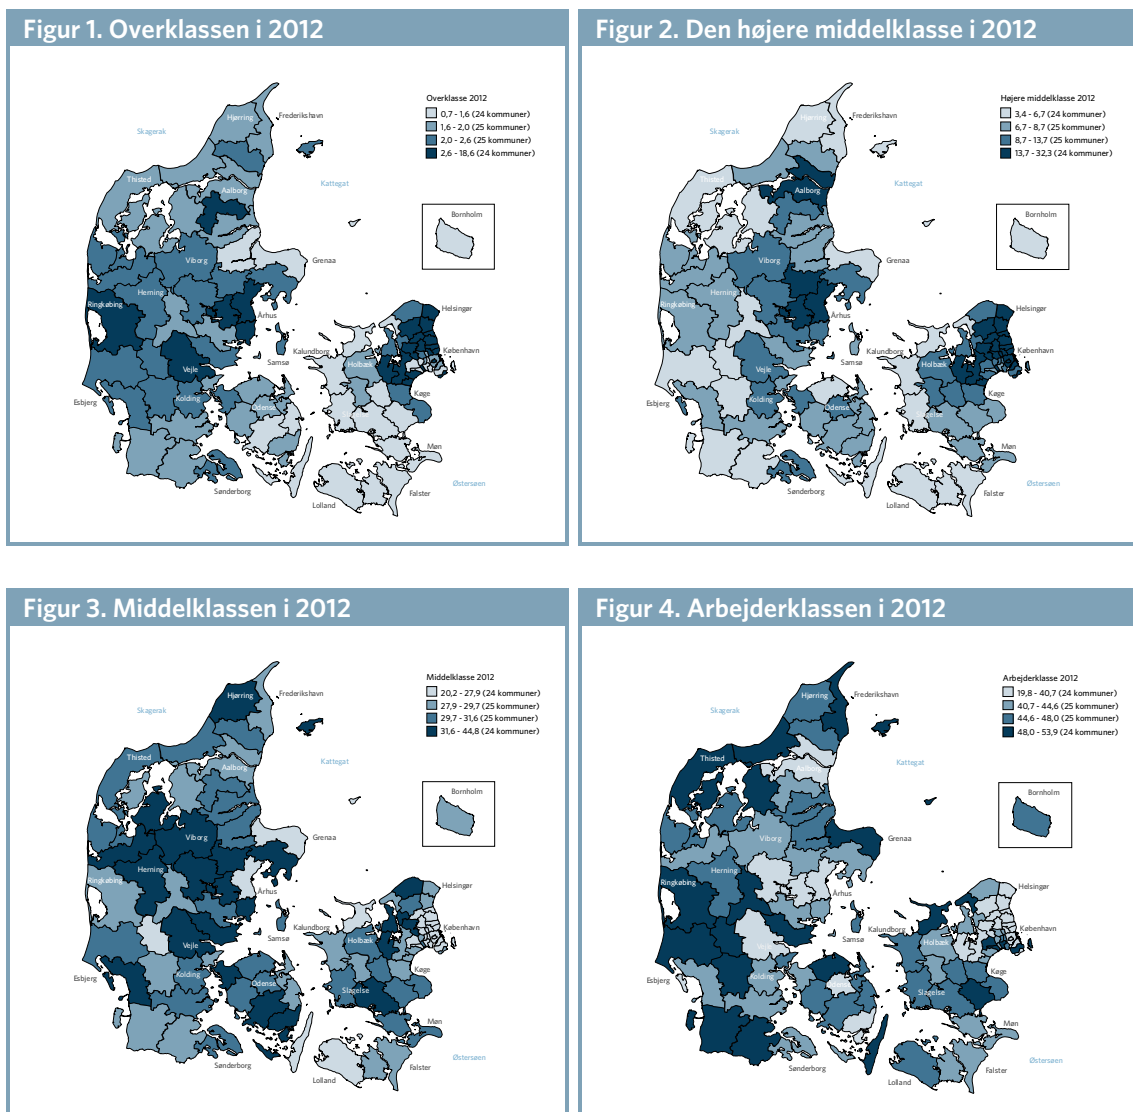 Figur 1. Overklassen i 2012
Overklasse 2012
0,7 - 1,6 (24 kommuner)
1,6 - 2,0 (25 kommuner)
2,0 - 2,6 (25 kommuner)
2,6 - 18,6 (24 kommuner)
Skagerak
Hjørring
Frederikshavn
Thisted
Aalborg
Kattegat
Bornholm
Viborg
Grenaa
Ringkøbing
Herning
Århus
Helsingør
Samsø
Kalundborg
Holbæk
København
Vejle
Esbjerg
Kolding
Odense
Slagelse
Køge
Møn
Sønderborg
Lolland
Falster
Østersøen
Figur 2. Den højere middelklasse i 2012
Højere middelklasse 2012
3,4 - 6,7 (24 kommuner)
6,7 - 8,7 (25 kommuner)
8,7 - 13,7 (25 kommuner)
13,7 - 32,3 (24 kommuner)
Skagerak
Hjørring
Frederikshavn
Thisted
Aalborg
Kattegat
Bornholm
Viborg
Grenaa
Ringkøbing
Herning
Århus
Helsingør
Samsø
Kalundborg
Holbæk
København
Vejle
Esbjerg
Kolding
Odense
Slagelse
Køge
Møn
Sønderborg
Lolland
Falster
Østersøen
Figur 3. Middelklassen i 2012
Middelklasse 2012
20,2 - 27,9 (24 kommuner)
27,9 - 29,7 (25 kommuner)
29,7 - 31,6 (25 kommuner)
31,6 - 44,8 (24 kommuner)
Skagerak
Hjørring
Frederikshavn
Thisted
Aalborg
Kattegat
Bornholm
Viborg
Grenaa
Ringkøbing
Herning
Århus
Helsingør
Samsø
Kalundborg
Holbæk
København
Vejle
Esbjerg
Kolding
Odense
Slagelse
Køge
Møn
Sønderborg
Lolland
Falster
Østersøen
Figur 4. Arbejderklassen i 2012
Arbejderklasse 2012
19,8 - 40,7 (24 kommuner)
40,7 - 44,6 (25 kommuner)
44,6 - 48,0 (25 kommuner)
48,0 - 53,9 (24 kommuner)
Skagerak
Hjørring
Frederikshavn
Thisted
Aalborg
Kattegat
Bornholm
Viborg
Grenaa
Ringkøbing
Herning
Århus
Helsingør
Samsø
Kalundborg
Holbæk
København
Vejle
Esbjerg
Kolding
Odense
Slagelse
Køge
Møn
Sønderborg
Lolland
Falster
Østersøen